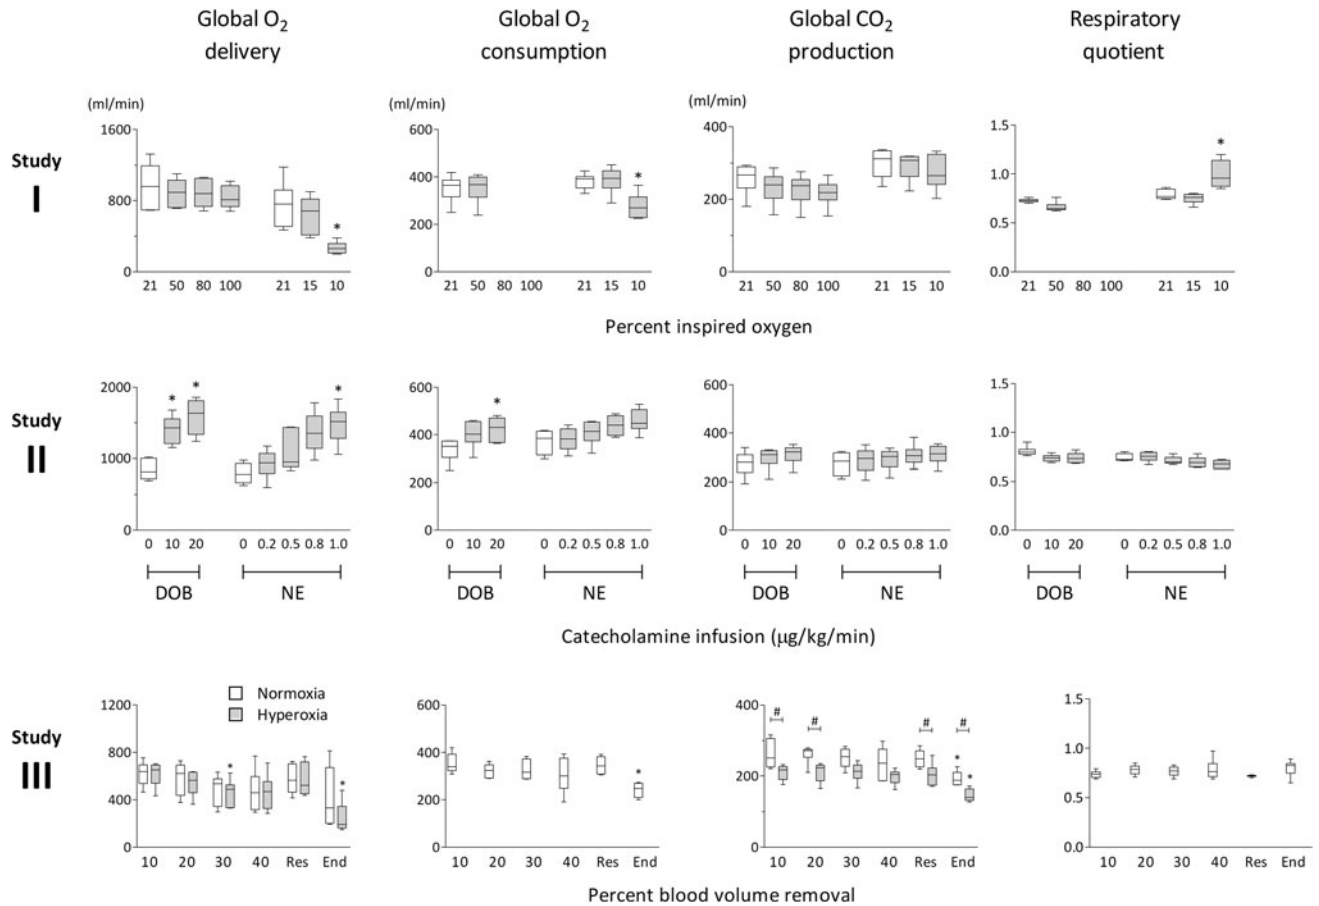 Global O2 delivery
Global O2 consumption
Global CO2 production
Respiratory quotient
Study I
(ml/min)
1600
800
0
21 50 80 100 21 15 10
*
(ml/min)
600
400
200
0
21 50 80 100 21 15 10
*
(ml/min)
400
200
0
21 50 80 100 21 15 10
1.5
1.0
0.5
0.0
21 50 80 100 21 15 10
*
Percent inspired oxygen
Study II
2000
1000
0
* * *
0 10 20 0 0.2 0.5 0.8 1.0
DOB NE
600
400
200
0
*
0 10 20 0 0.2 0.5 0.8 1.0
DOB NE
600
400
200
0
0 10 20 0 0.2 0.5 0.8 1.0
DOB NE
1.5
1.0
0.5
0.0
0 10 20 0 0.2 0.5 0.8 1.0
DOB NE
Catecholamine infusion (μg/kg/min)
Study III
Normoxia
Hyperoxia
1200
800
400
0
* *
10 20 30 40 Res End
600
400
200
0
*
10 20 30 40 Res End
400
200
0
# # # #
* *
10 20 30 40 Res End
1.5
1.0
0.5
0.0
10 20 30 40 Res End
Percent blood volume removal